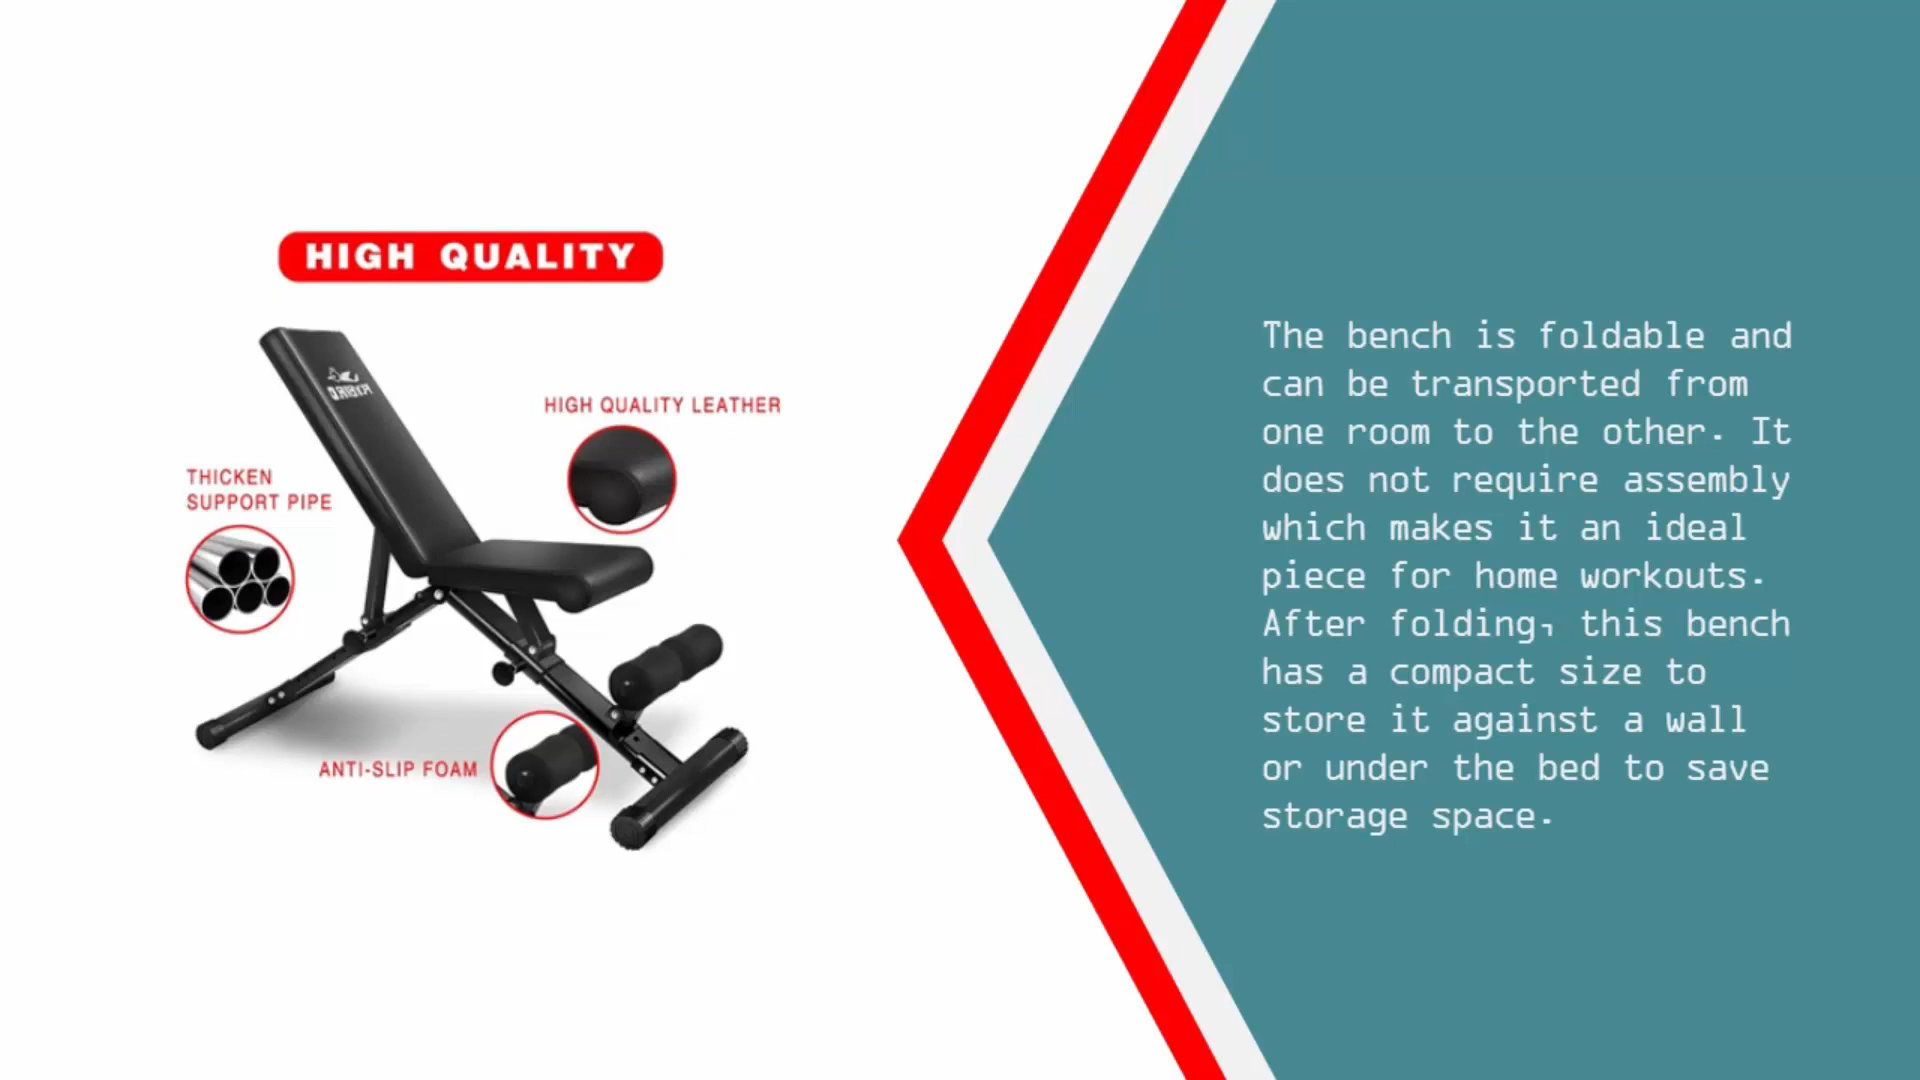 HIGH QUALITY
HIGH QUALITY LEATHER
THICKEN
SUPPORT PIPE
ANTI-SLIP FOAM
The bench is foldable and
can be transported from
one room to the other. It
does not require assembly
which makes it an ideal
piece for home workouts.
After folding, this bench
has a compact size to
store it against a wall
or under the bed to save
storage space.